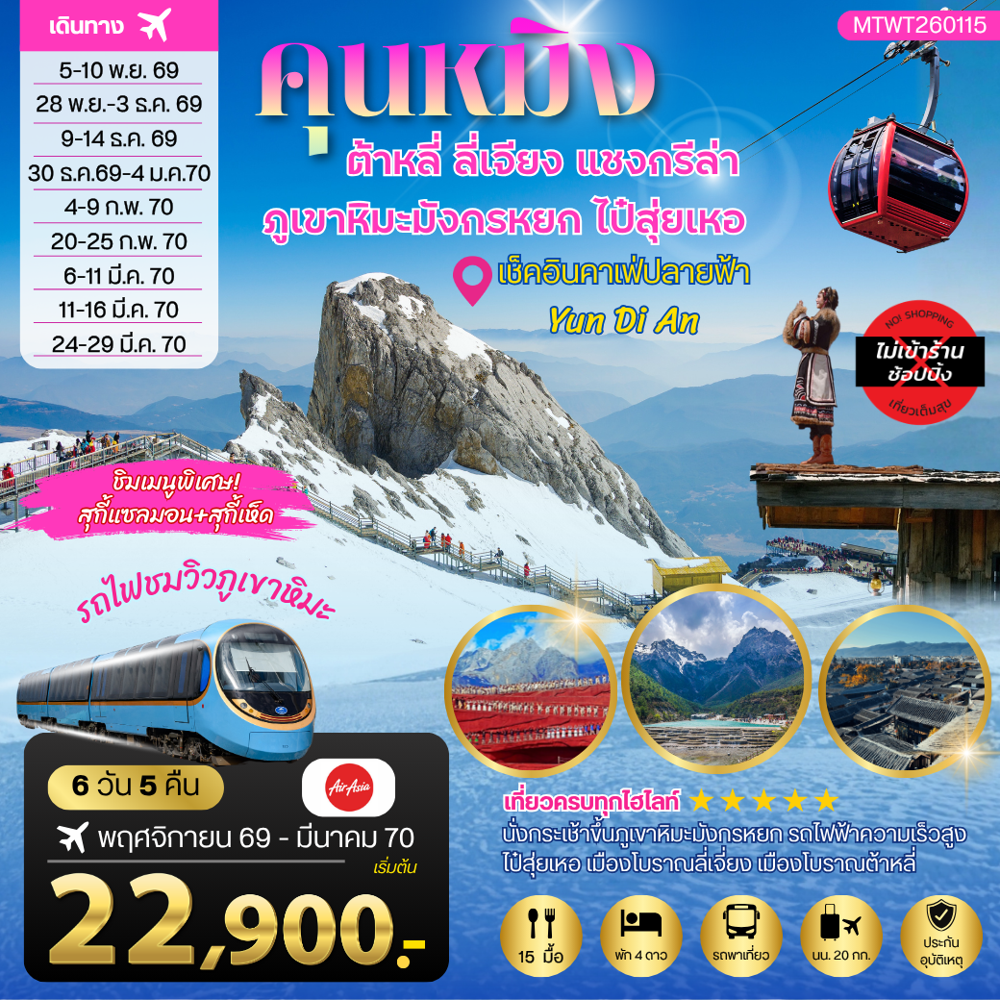 เดินทาง
5-10 พ.ย. 69
28 พ.ย.-3 ธ.ค. 69
9-14 ธ.ค. 69
30 ธ.ค.69-4 ม.ค.70
4-9 ก.พ. 70
20-25 ก.พ. 70
6-11 มี.ค. 70
11-16 มี.ค. 70
24-29 มี.ค. 70
MTWT260115
คุนหมิง
ต้าหลี่ ลี่เจียง แชงกรีล่า
ภูเขาหิมะมังกรหยก ไป๋สุ่ยเหอ
เช็คอินคาเฟ่ปลายฟ้า
Yun Di An
NO! SHOPPING
ไม่เข้าร้าน
ช้อปปิ้ง
เที่ยวเต็มสุข
ชิมเมนูพิเศษ!
สุกี้แซลมอน+สุกี้เห็ด
รถไฟชมวิวภูเขาหิมะ
6 วัน 5 คืน
AirAsia
พฤศจิกายน 69 - มีนาคม 70
เริ่มต้น
22,900.-
เที่ยวครบทุกไฮไลท์
นั่งกระเช้าขึ้นภูเขาหิมะมังกรหยก รถไฟฟ้าความเร็วสูง
ไป๋สุ่ยเหอ เมืองโบราณลี่เจี่ยง เมืองโบราณต้าหลี่
15 มื้อ
พัก 4 ดาว
รถพาเที่ยว
นน. 20 กก.
ประกัน
อุบัติเหตุ